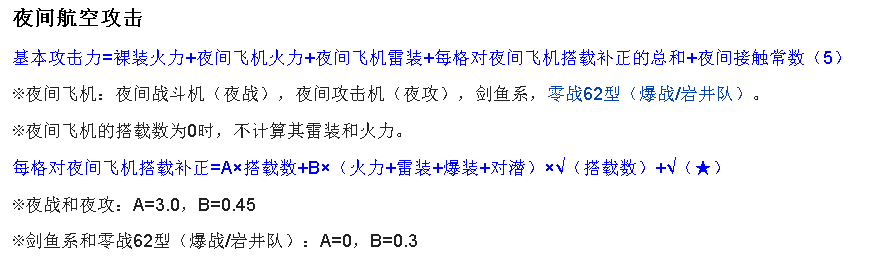 夜间航空攻击
基本攻击力=裸装火力+夜间飞机火力+夜间飞机雷装+每格对夜间飞机搭载补正的总和+夜间接触常数（5）
※夜间飞机：夜间战斗机（夜战），夜间攻击机（夜攻），剑鱼系，零战62型（爆战/岩井队）。
※夜间飞机的搭载数为0时，不计算其雷装和火力。
每格对夜间飞机搭载补正=A×搭载数+B×（火力+雷装+爆装+对潜）×√（搭载数）+√（★）
※夜战和夜攻：A=3.0，B=0.45
※剑鱼系和零战62型（爆战/岩井队）：A=0，B=0.3